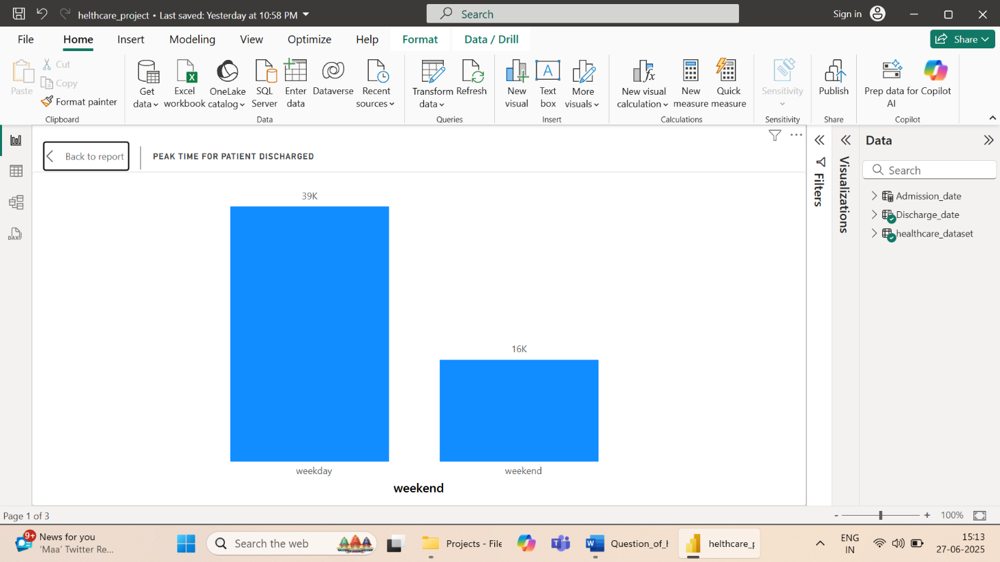 helthcare_project • Last saved: Yesterday at 10:58 PM
Search
Sign in
File
Home
Insert
Modeling
View
Optimize
Help
Format
Data / Drill
Share
Paste
Cut
Copy
Format painter
Clipboard
Get data
Excel workbook
OneLake catalog
SQL Server
Enter data
Dataverse
Recent sources
Data
Transform data
Refresh
Queries
New visual
Text box
More visuals
Insert
New visual calculation
New measure
Quick measure
Calculations
Sensitivity
Sensitivity
Publish
Share
Prep data for AI
Copilot
Copilot
Back to report
PEAK TIME FOR PATIENT DISCHARGED
39K
16K
weekday
weekend
weekend
Filters
Visualizations
Data
Search
Admission_date
Discharge_date
healthcare_dataset
DAX
Page 1 of 3
- + 100%
9+
News for you
'Maa' Twitter Re...
Search the web
Projects - File
Question_of_
helthcare_p
ENG
IN
15:13
27-06-2025